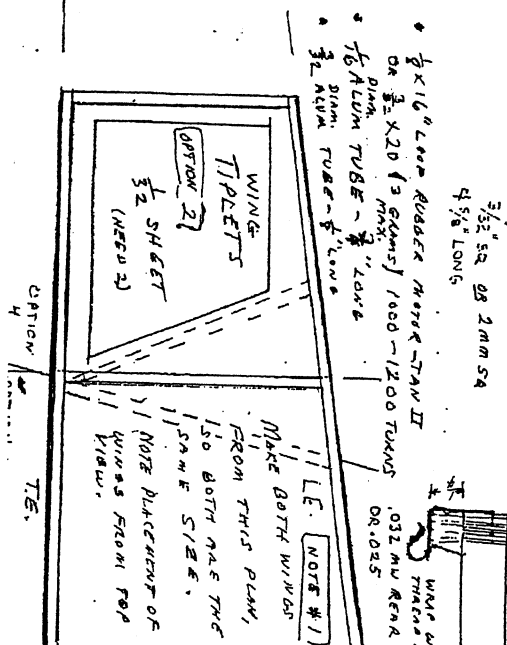 3/32" SQ OR 2MM SQ
4 5/8" LONG
• 1/8 X 16" LOOP RUBBER MOTOR - TAN II
OR 3/32 X 20 (3 GRAMS) 1000-1200 TURNS
MAX.
DIAM.
• 1/16 ALUM TUBE - " LONG
DIAM.
• 3/32 ALUM TUBE - 1/8" LONG
WING
TIPLETS
OPTION 2
1/32 SHEET
(NEED 2)
L.E.
NOTE #1
MAKE BOTH WINGS
FROM THIS PLAN,
SO BOTH ARE THE
SAME SIZE.
NOTE PLACEMENT OF
WINGS FROM TOP
VIEW.
.032 MW REAR
OR .025
WRAP W
THREAD
OPTION
4
T.E.